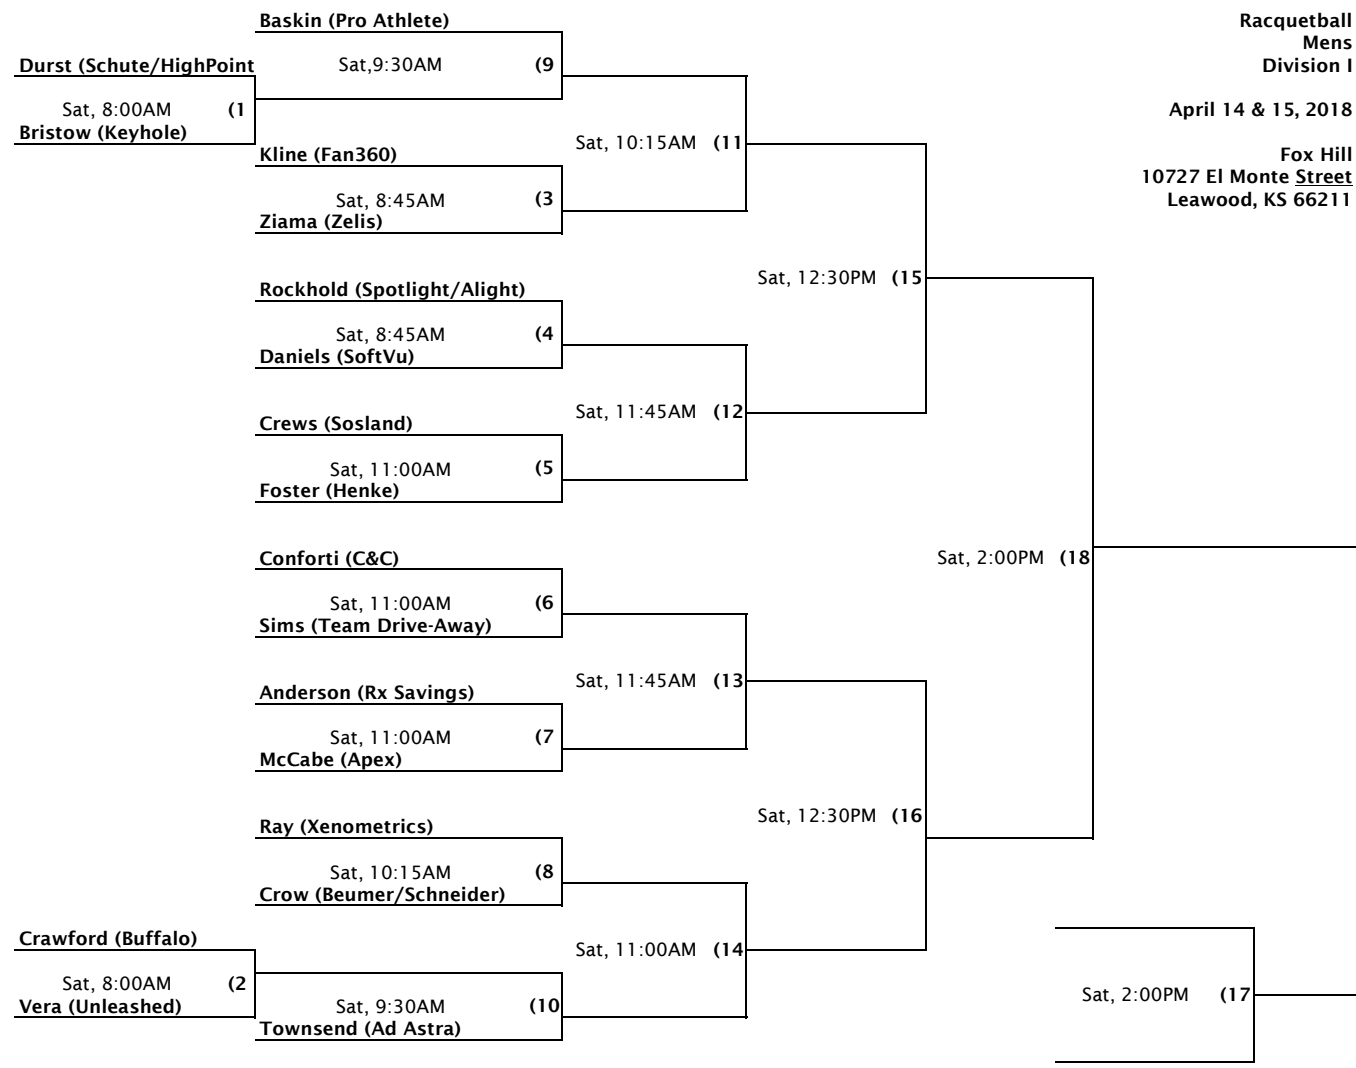 Baskin (Pro Athlete)
Racquetball
Mens
Division I
Durst (Schute/HighPoint
Sat,9:30AM (9
Sat, 8:00AM (1
Bristow (Keyhole)
April 14 & 15, 2018
Kline (Fan360)
Sat, 10:15AM (11
Fox Hill
10727 El Monte Street
Leawood, KS 66211
Sat, 8:45AM (3
Ziama (Zelis)
Sat, 12:30PM (15
Rockhold (Spotlight/Alight)
Sat, 8:45AM (4
Daniels (SoftVu)
Sat, 11:45AM (12
Crews (Sosland)
Sat, 11:00AM (5
Foster (Henke)
Conforti (C&C)
Sat, 2:00PM (18
Sat, 11:00AM (6
Sims (Team Drive-Away)
Sat, 11:45AM (13
Anderson (Rx Savings)
Sat, 11:00AM (7
McCabe (Apex)
Sat, 12:30PM (16
Ray (Xenometrics)
Sat, 10:15AM (8
Crow (Beumer/Schneider)
Crawford (Buffalo)
Sat, 11:00AM (14
Sat, 8:00AM (2
Vera (Unleashed)
Sat, 9:30AM (10
Townsend (Ad Astra)
Sat, 2:00PM (17